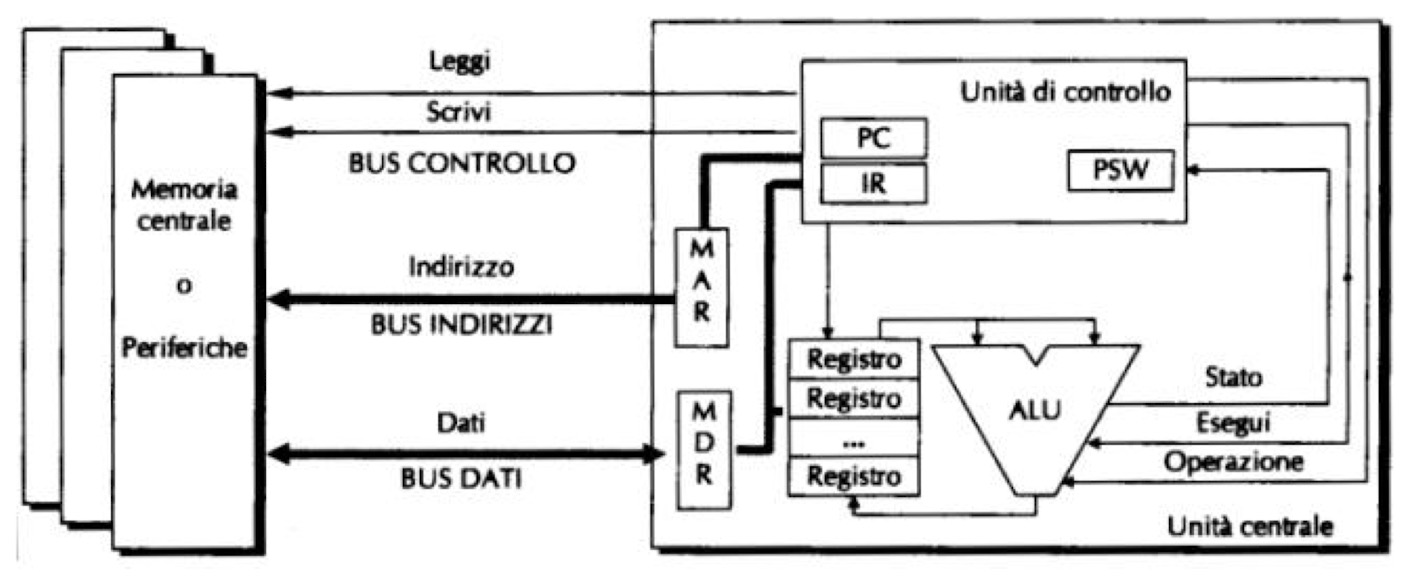 Leggi
Scrivi
BUS CONTROLLO
Memoria
centrale
o
Periferiche
Indirizzo
BUS INDIRIZZI
Dati
BUS DATI
M
A
R
M
D
R
Unità di controllo
PC
IR
PSW
Registro
Registro
...
Registro
ALU
Stato
Esegui
Operazione
Unità centrale